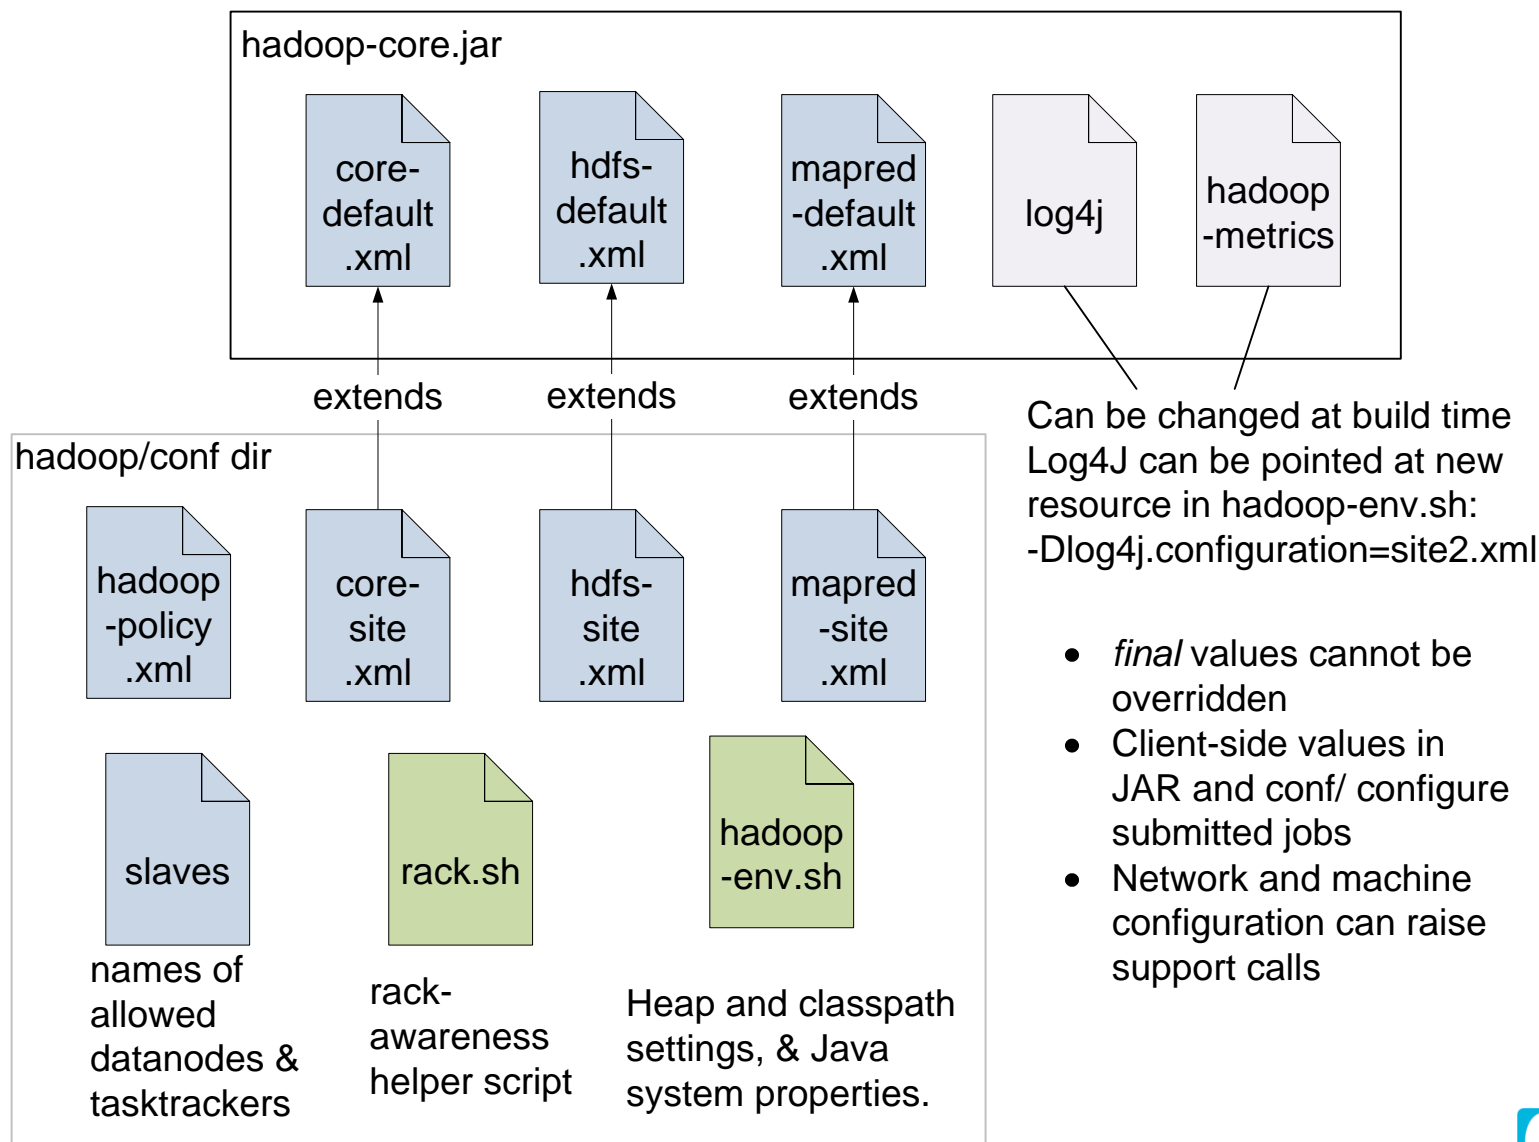 hadoop-core.jar
core-
default
.xml
hdfs-
default
.xml
mapred
-default
.xml
log4j
hadoop
-metrics
extends
extends
extends
Can be changed at build time
Log4J can be pointed at new
resource in hadoop-env.sh:
-Dlog4j.configuration=site2.xml
hadoop/conf dir
hadoop
-policy
.xml
core-
site
.xml
hdfs-
site
.xml
mapred
-site
.xml
slaves
rack.sh
hadoop
-env.sh
names of
allowed
datanodes &
tasktrackers
rack-
awareness
helper script
Heap and classpath
settings, & Java
system properties.
• final values cannot be
overridden
• Client-side values in
JAR and conf/ configure
submitted jobs
• Network and machine
configuration can raise
support calls